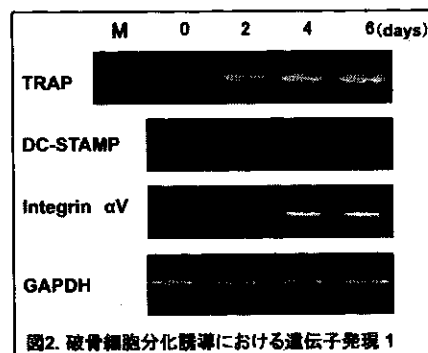 M 0 2 4 6(days)
TRAP
DC-STAMP
Integrin αV
GAPDH
図2. 破骨細胞分化誘導における遺伝子発現 1